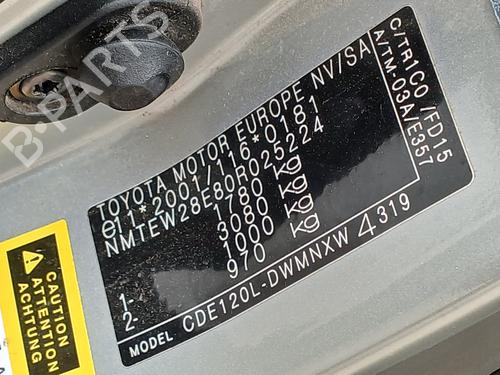 TOYOTA MOTOR EUROPE NV/SA
e11*2001/116*0181
NMTEW28E80R025224
1780 Kg
3080 Kg
1- 1000 Kg
2- 970 Kg
C/TR1C0 /FD15
A/TM-03A/E357
MODEL CDE120L-DWMNXW 4319
CAUTION
ATTENTION
ACHTUNG
B-PARTS